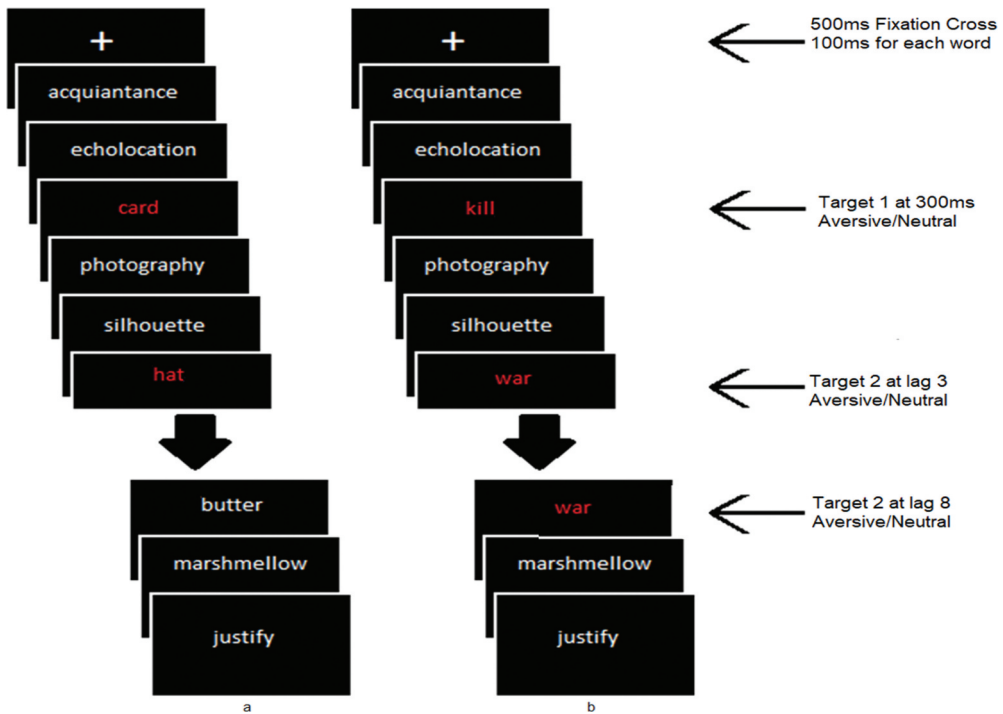 +
acquiantance
echolocation
card
photography
silhouette
hat
butter
marshmellow
justify
a
+
acquiantance
echolocation
kill
photography
silhouette
war
war
marshmellow
justify
b
500ms Fixation Cross
100ms for each word
Target 1 at 300ms
Aversive/Neutral
Target 2 at lag 3
Aversive/Neutral
Target 2 at lag 8
Aversive/Neutral